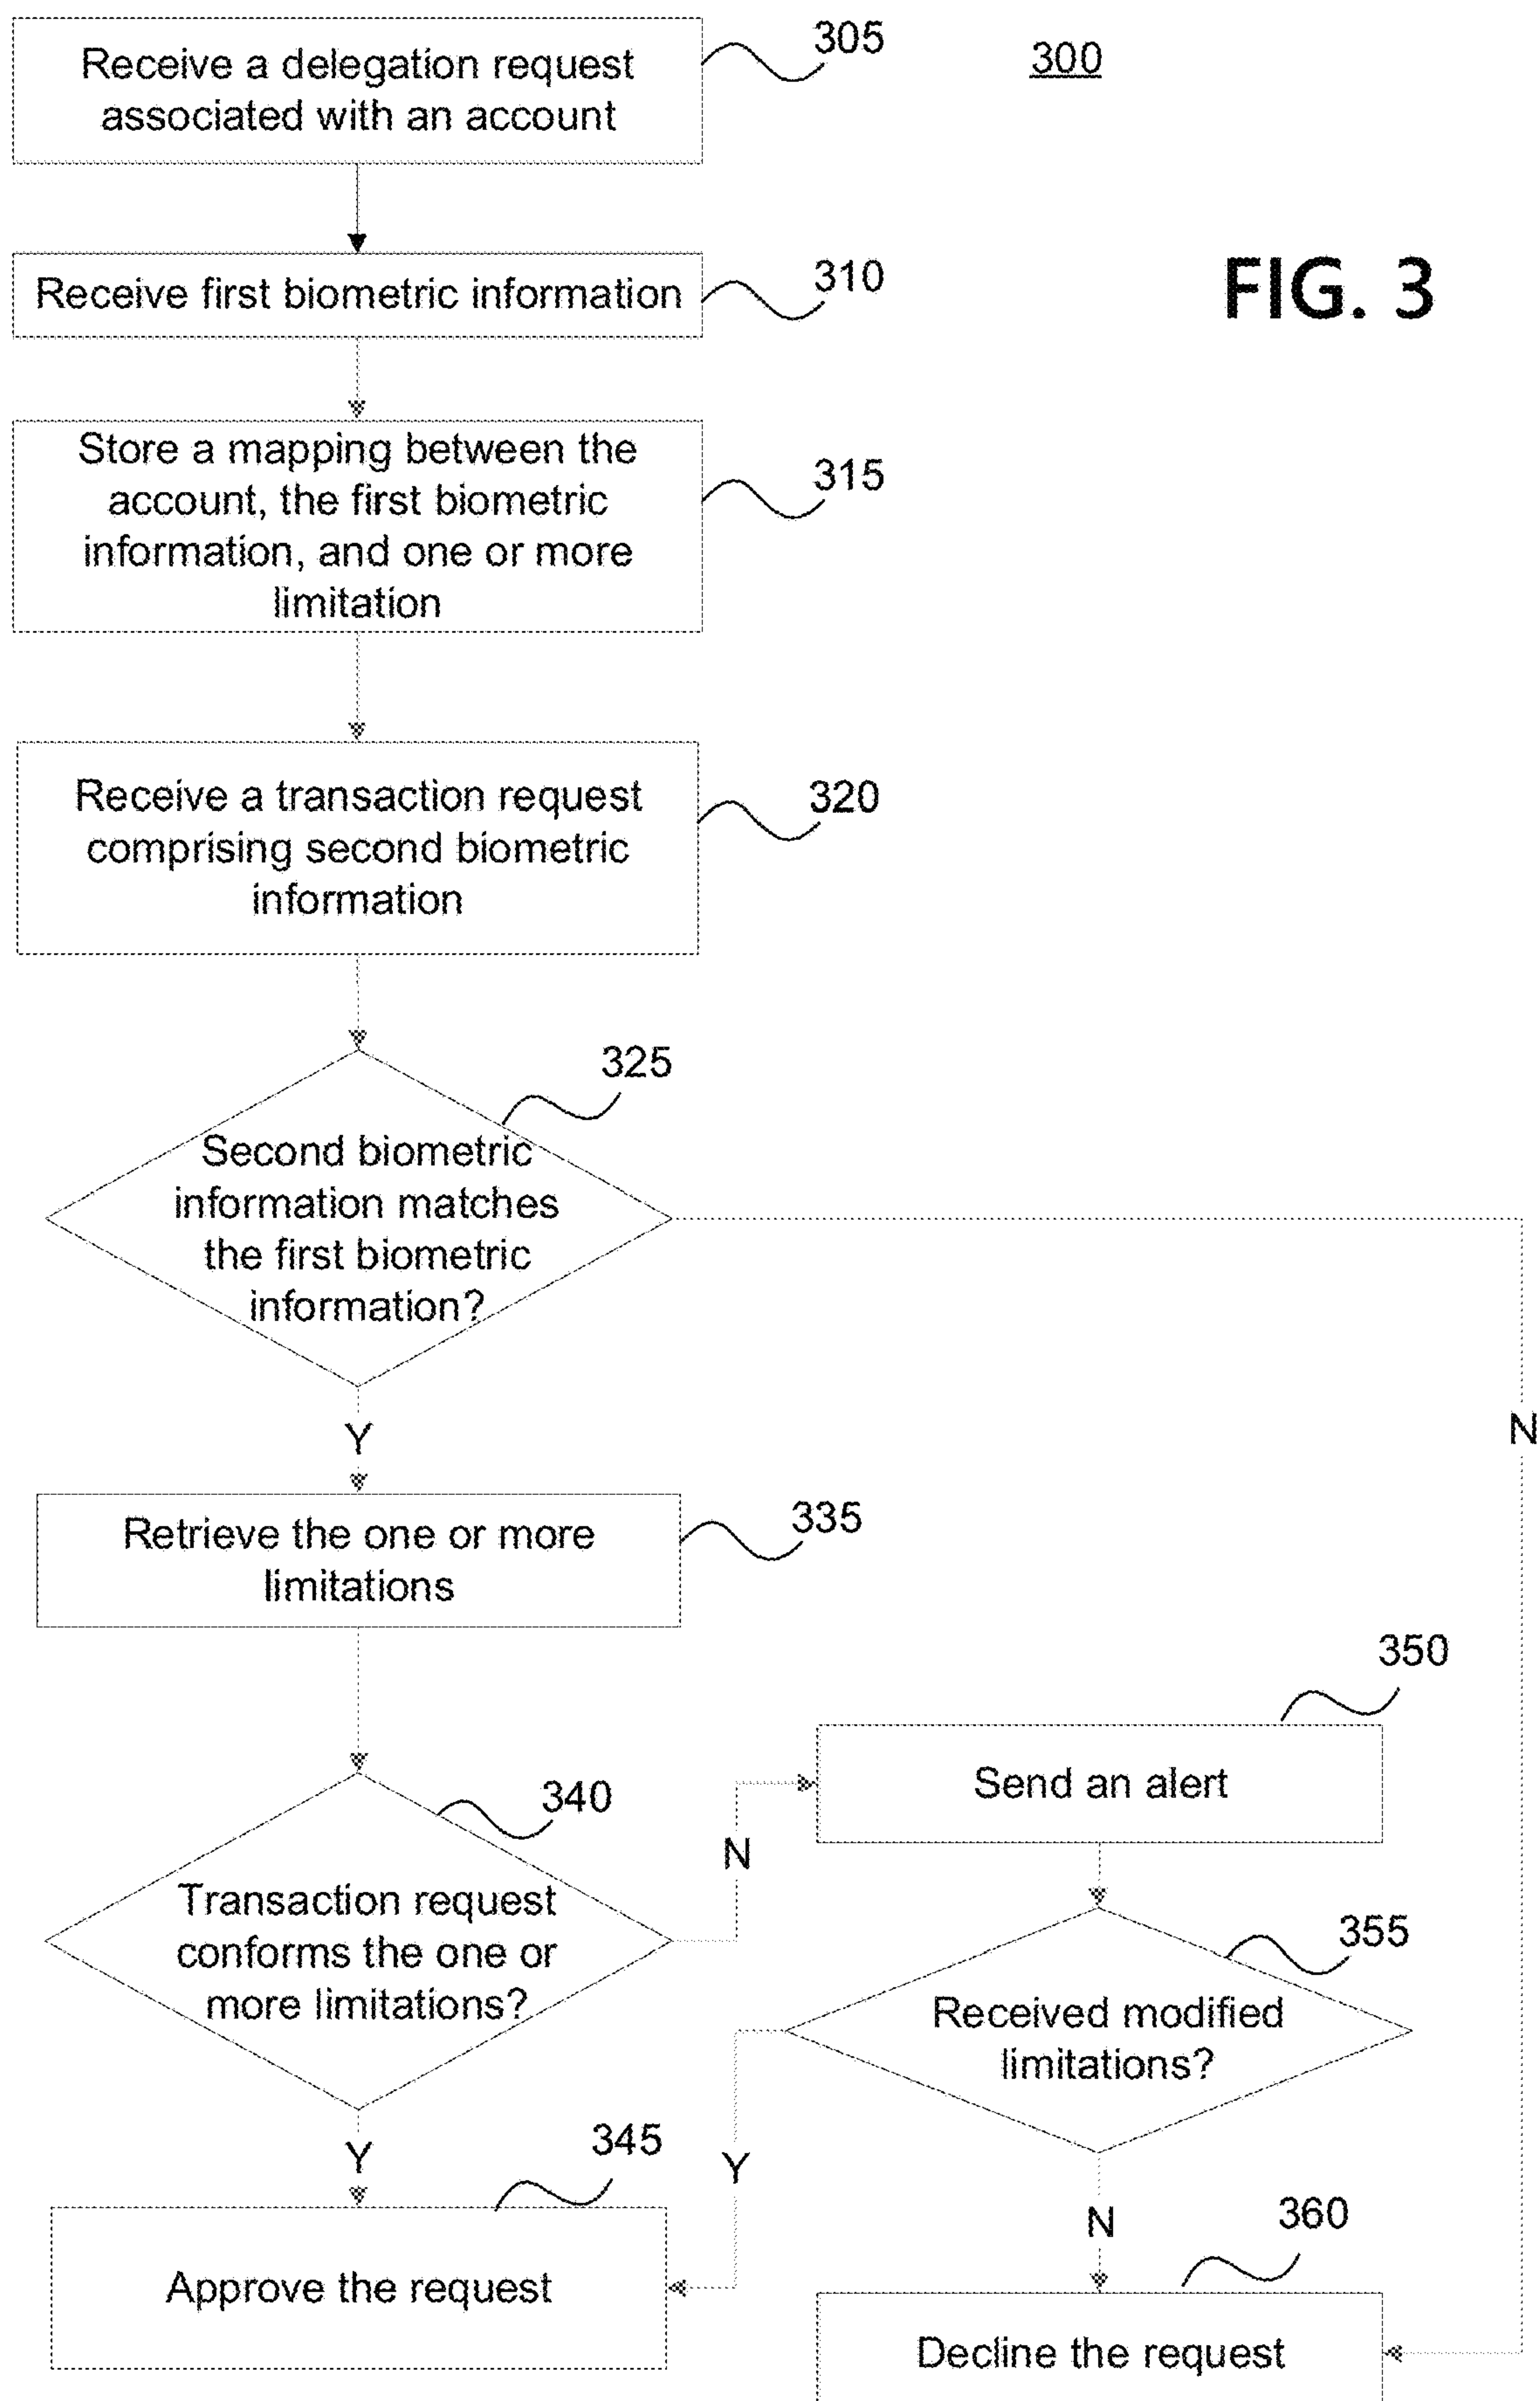 Receive a delegation request
associated with an account
305
300
Receive first biometric information
310
FIG. 3
Store a mapping between the
account, the first biometric
information, and one or more
limitation
315
Receive a transaction request
comprising second biometric
information
320
325
Second biometric
information matches
the first biometric
information?
N
Y
Retrieve the one or more
limitations
335
340
Transaction request
conforms the one or
more limitations?
N
350
Send an alert
355
Received modified
limitations?
Y
Y
345
Approve the request
N
360
Decline the request